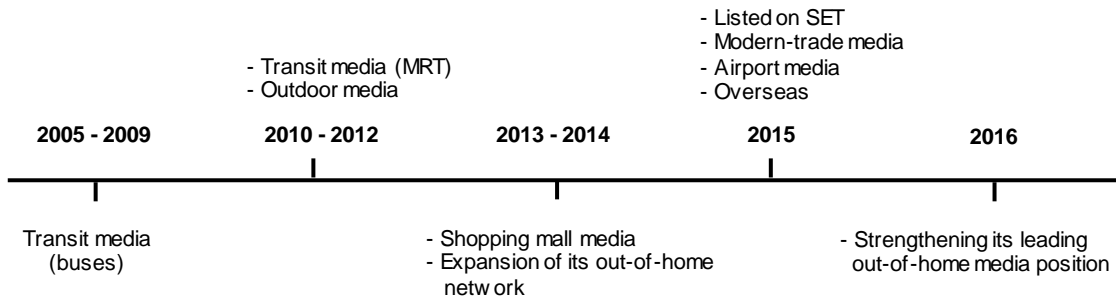 - Listed on SET
- Modern-trade media
- Transit media (MRT)
- Airport media
- Outdoor media
- Overseas
2005 - 2009
2010 - 2012
2013 - 2014
2015
2016
Transit media
(buses)
- Shopping mall media
- Expansion of its out-of-home
network
- Strengthening its leading
out-of-home media position